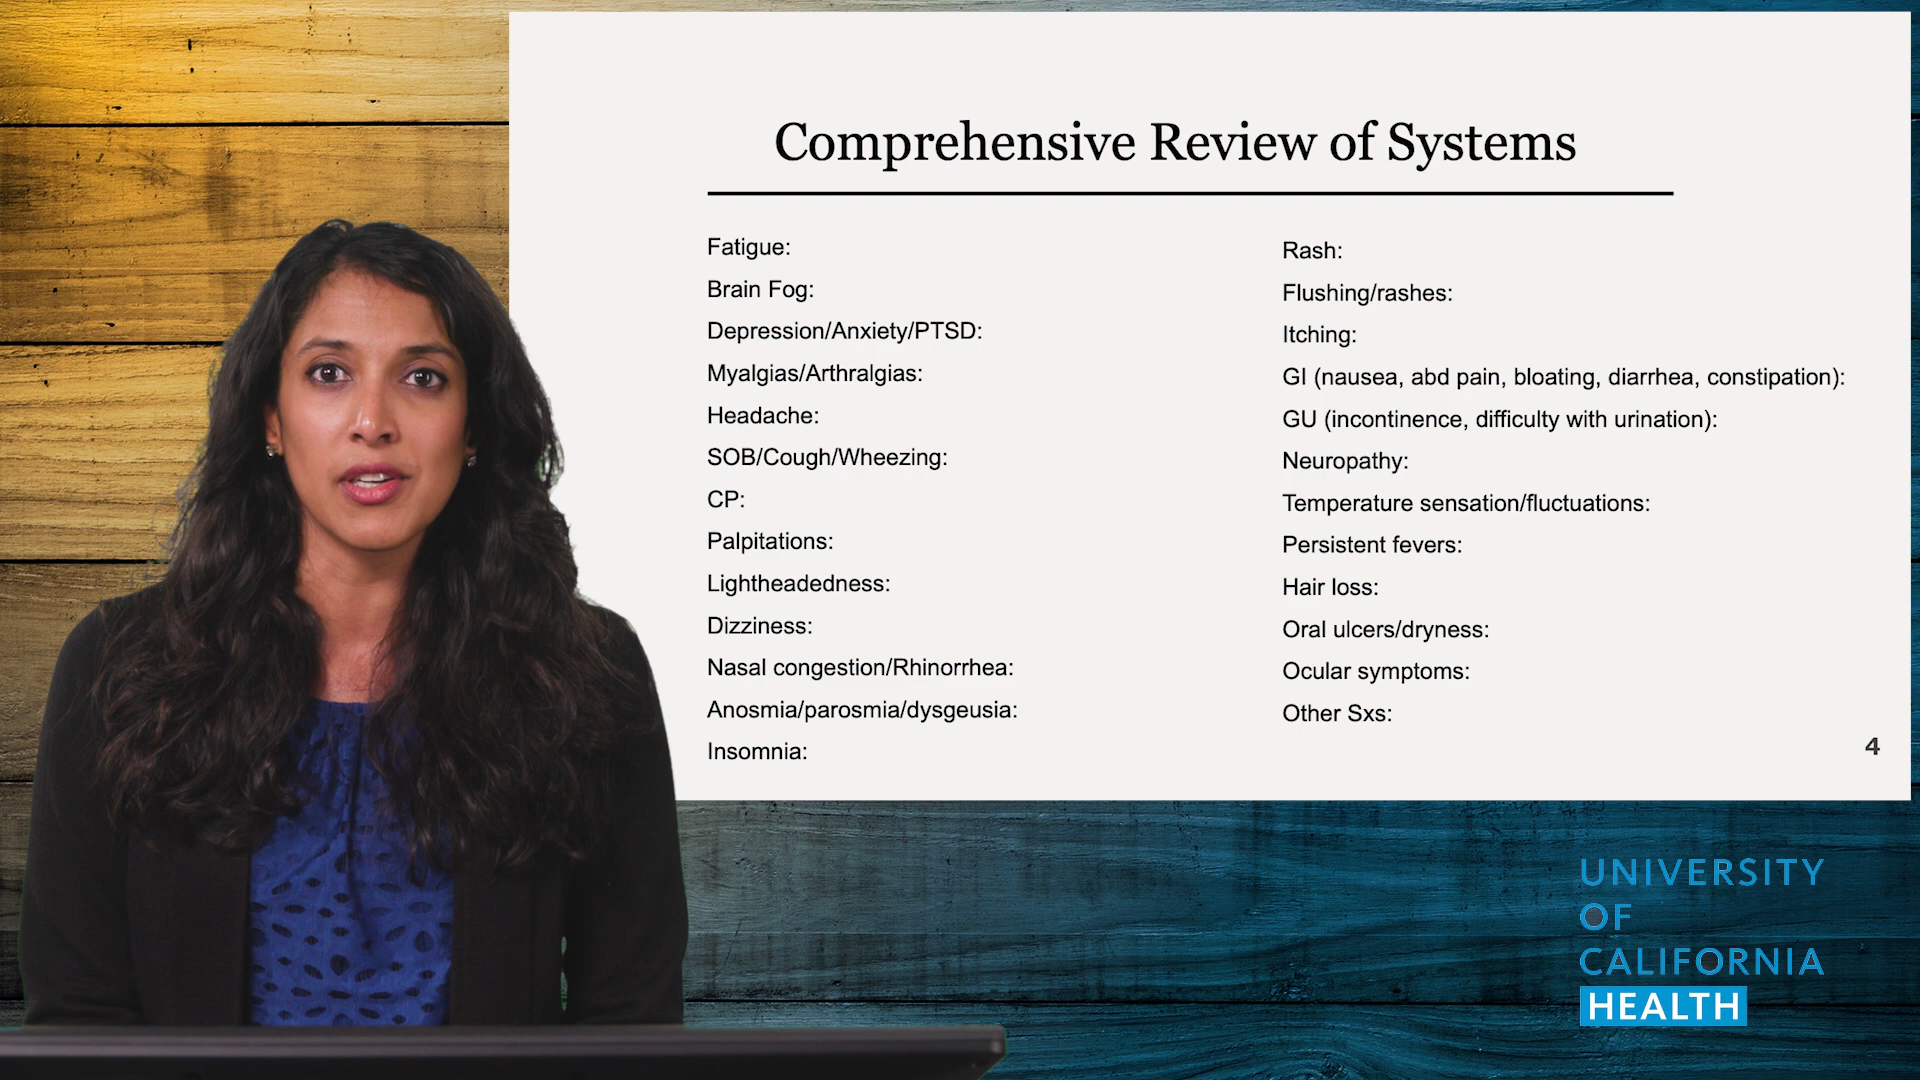 Comprehensive Review of Systems
Fatigue:
Brain Fog:
Depression/Anxiety/PTSD:
Myalgias/Arthralgias:
Headache:
SOB/Cough/Wheezing:
CP:
Palpitations:
Lightheadedness:
Dizziness:
Nasal congestion/Rhinorrhea:
Anosmia/parosmia/dysgeusia:
Insomnia:
Rash:
Flushing/rashes:
Itching:
GI (nausea, abd pain, bloating, diarrhea, constipation):
GU (incontinence, difficulty with urination):
Neuropathy:
Temperature sensation/fluctuations:
Persistent fevers:
Hair loss:
Oral ulcers/dryness:
Ocular symptoms:
Other Sxs:
4
UNIVERSITY
OF
CALIFORNIA
HEALTH